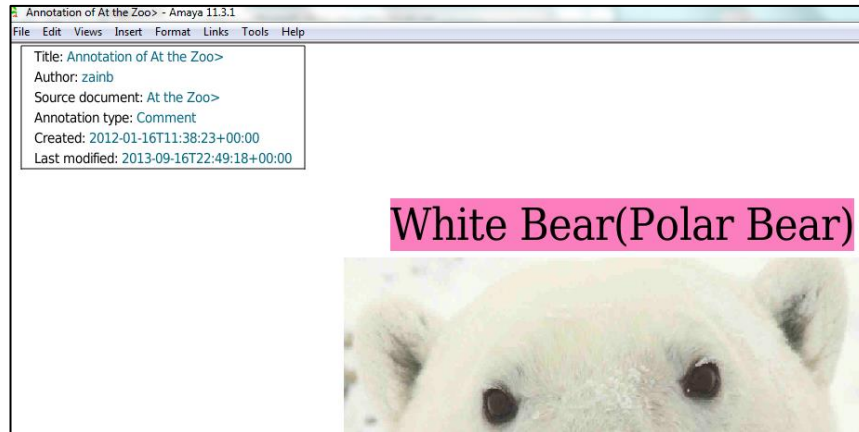 Annotation of At the Zoo> - Amaya 11.3.1
File Edit Views Insert Format Links Tools Help
Title: Annotation of At the Zoo>
Author: zainb
Source document: At the Zoo>
Annotation type: Comment
Created: 2012-01-16T11:38:23+00:00
Last modified: 2013-09-16T22:49:18+00:00
White Bear(Polar Bear)